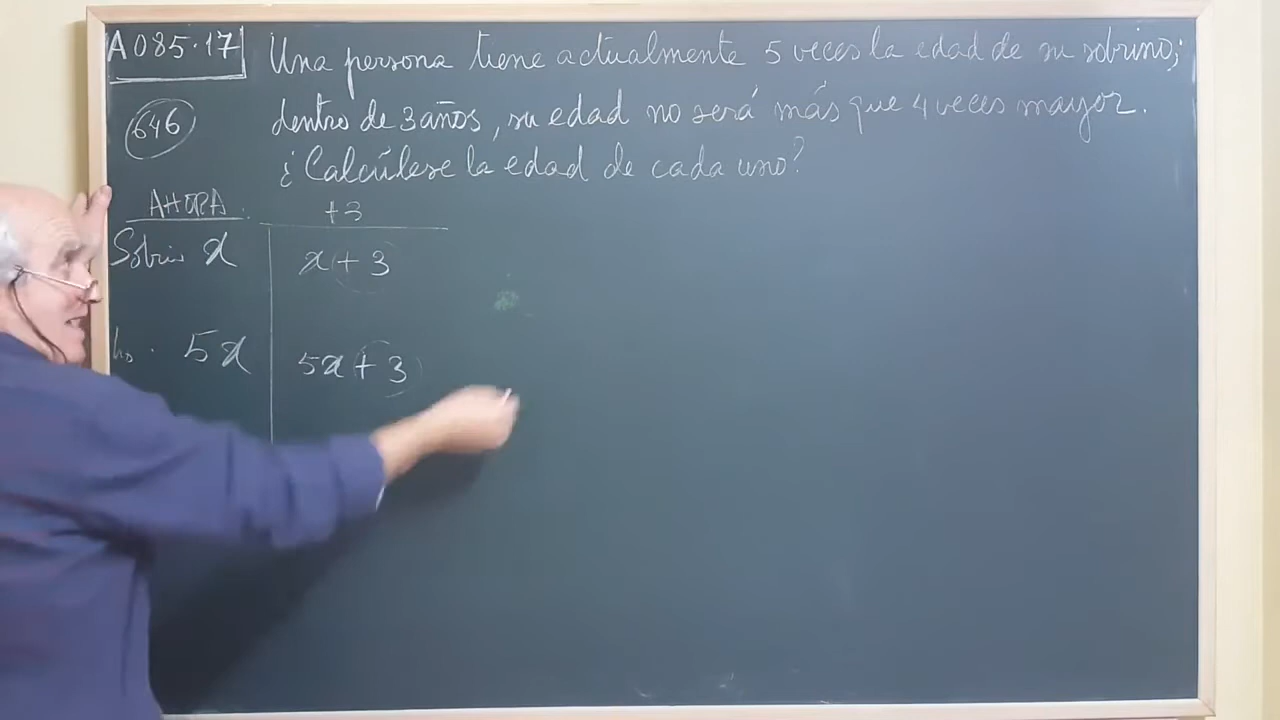 A085.17
Una persona tiene actualmente 5 veces la edad de su sobrino;
dentro de 3 años, su edad no será más que 4 veces mayor.
¿Calcúlese la edad de cada uno?
646
AHORA +3
Sobrin x x + 3
5x 5x + 3